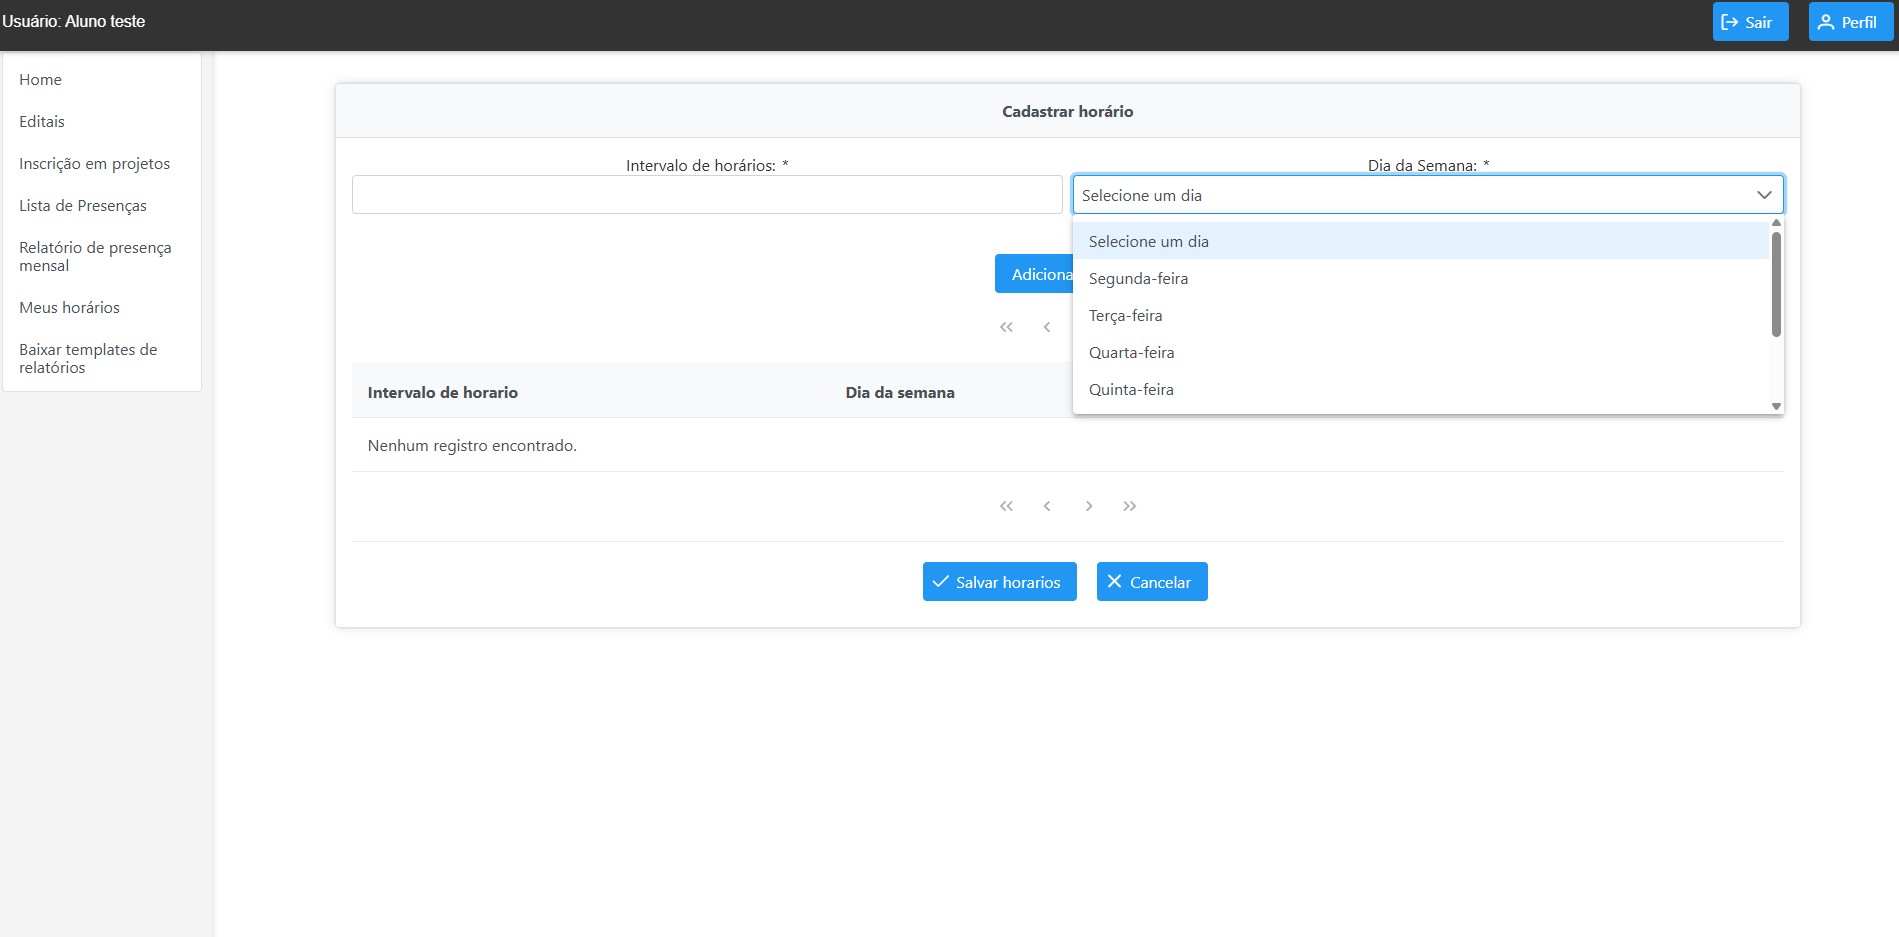 Usuário: Aluno teste
Sair
Perfil
Home
Editais
Inscrição em projetos
Lista de Presenças
Relatório de presença
mensal
Meus horários
Baixar templates de
relatórios
Cadastrar horário
Intervalo de horários: *
Dia da Semana: *
Selecione um dia
Selecione um dia
Segunda-feira
Terça-feira
Quarta-feira
Quinta-feira
Adiciona
Intervalo de horario
Dia da semana
Nenhum registro encontrado.
Salvar horarios
Cancelar